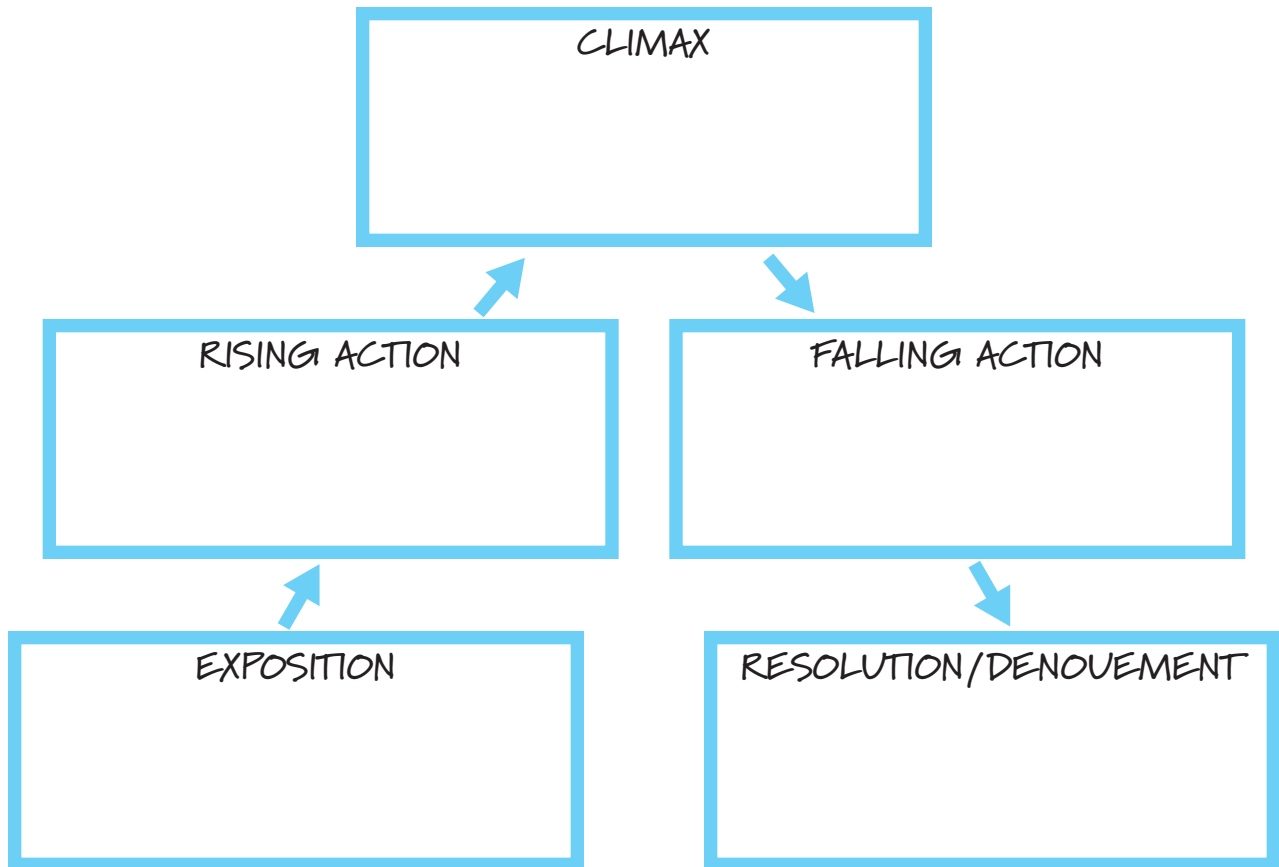 CLIMAX
RISING ACTION
FALLING ACTION
EXPOSITION
RESOLUTION/DENOUEMENT